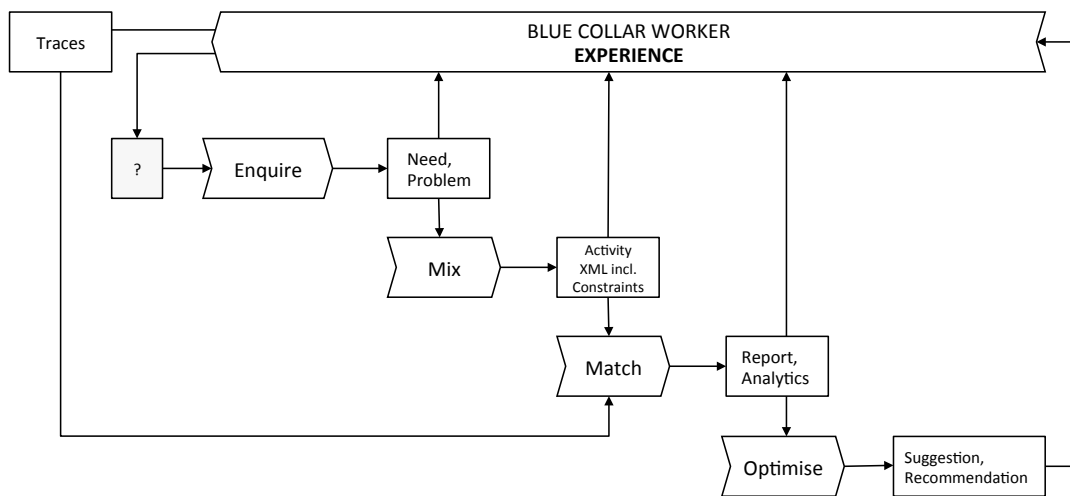 Traces
BLUE COLLAR WORKER
EXPERIENCE
?
Enquire
Need,
Problem
Mix
Activity
XML incl.
Constraints
Match
Report,
Analytics
Optimise
Suggestion,
Recommendation